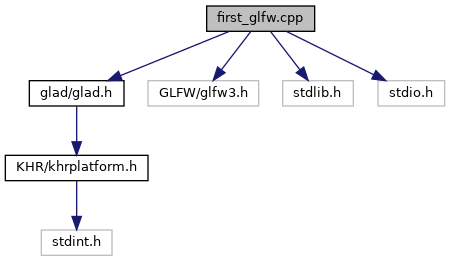 first_glfw.cpp
glad/glad.h
GLFW/glfw3.h
stdlib.h
stdio.h
KHR/khrplatform.h
stdint.h